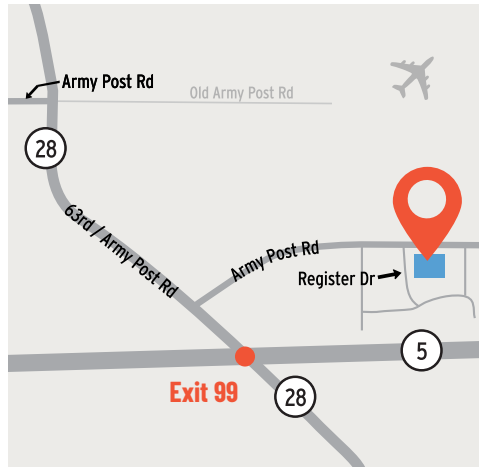 Army Post Rd
Old Army Post Rd
28
63rd / Army Post Rd
Army Post Rd
Register Dr
5
Exit 99
28